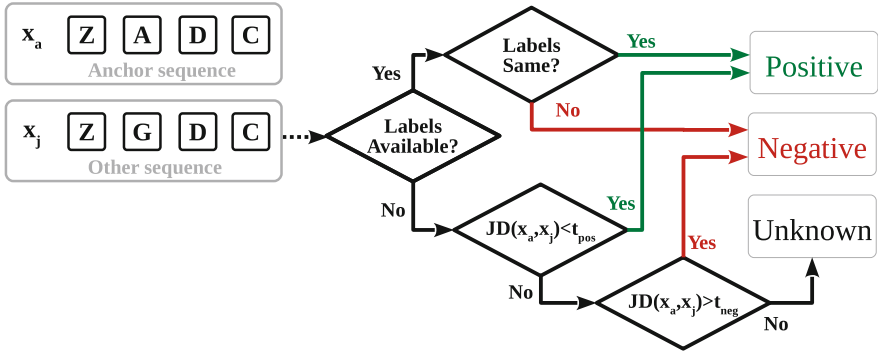 x_a Z A D C
Anchor sequence
x_j Z G D C
Other sequence
Labels
Available?
Yes
Labels
Same?
Yes
No
No
JD(x_a,x_j)<t_pos
Yes
No
JD(x_a,x_j)>t_neg
Yes
No
Positive
Negative
Unknown